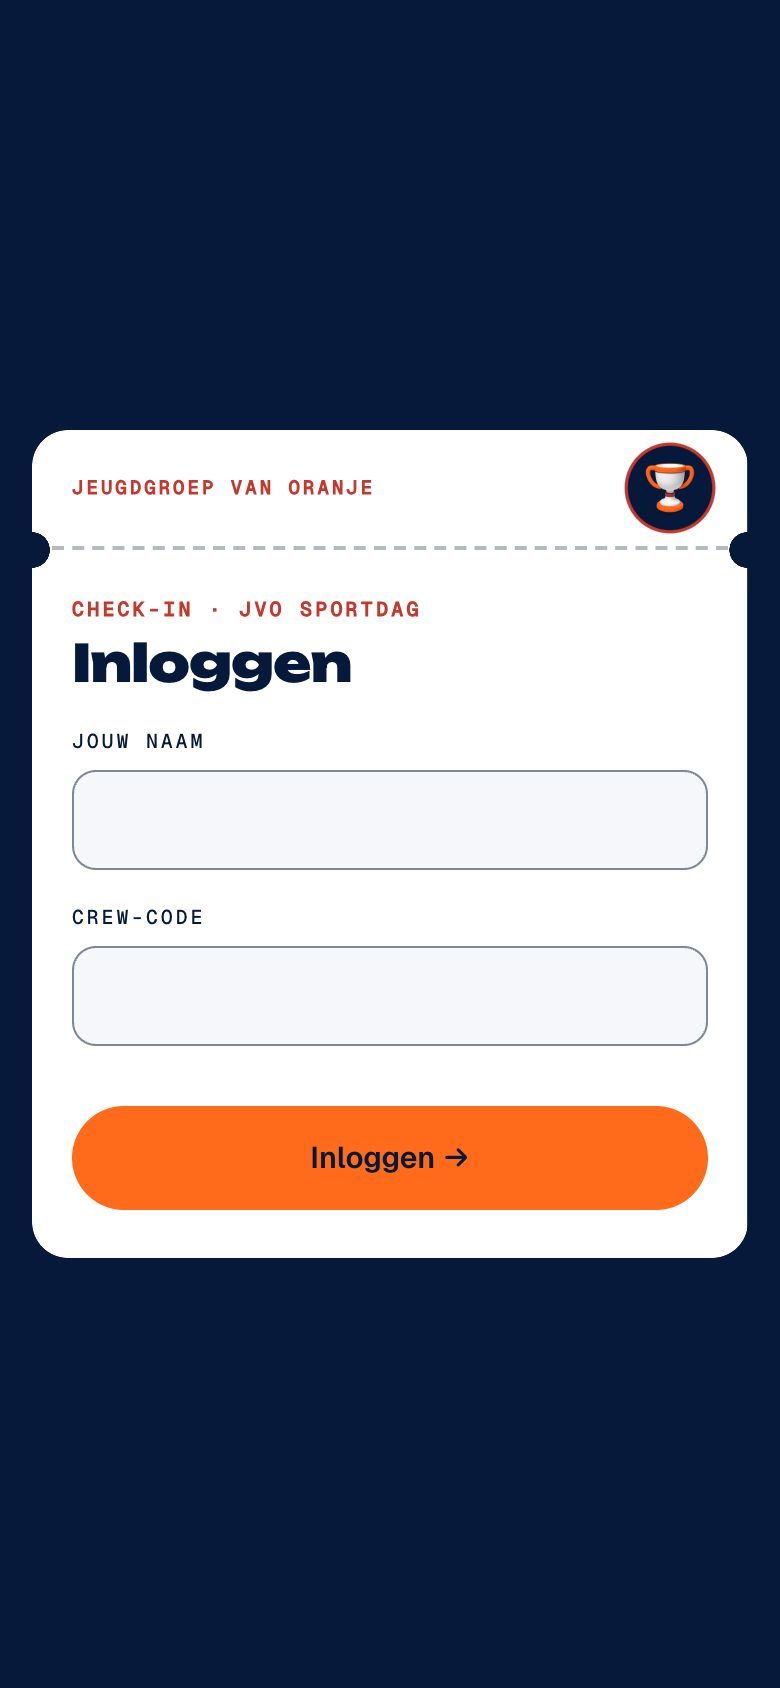 JEUGDGROEP VAN ORANJE
CHECK-IN · JVO SPORTDAG
Inloggen
JOUW NAAM
CREW-CODE
Inloggen →